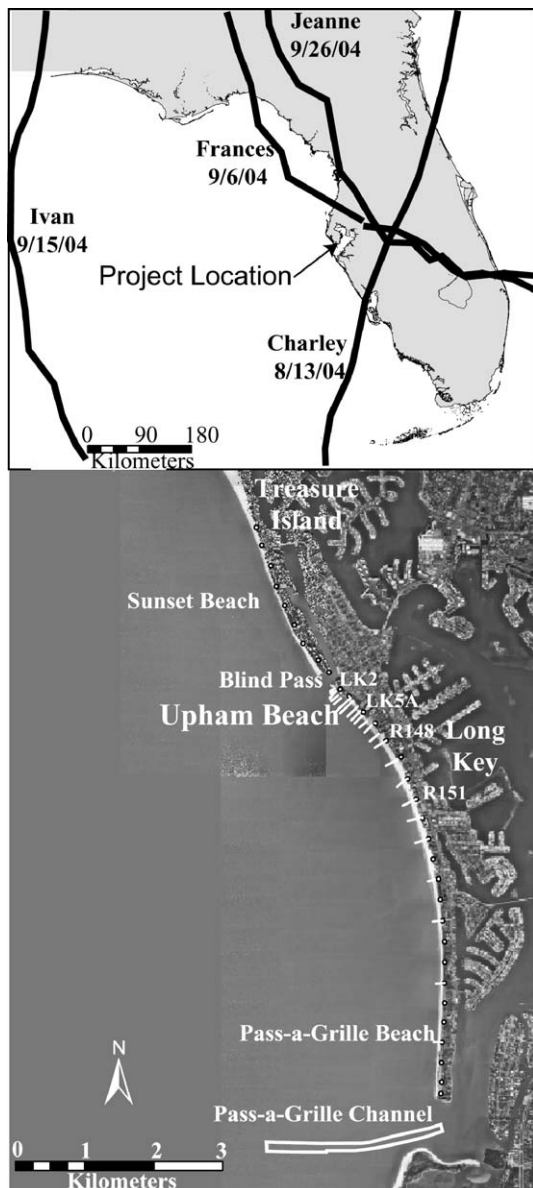 Jeanne
9/26/04
Frances
9/6/04
Ivan
9/15/04
Project Location
Charley
8/13/04
0 90 180
Kilometers
Treasure
Island
Sunset Beach
Blind Pass
LK2
LK5A
Upham Beach
R148
Long
Key
R151
Pass-a-Grille Beach
N
Pass-a-Grille Channel
0 1 2 3
Kilometers